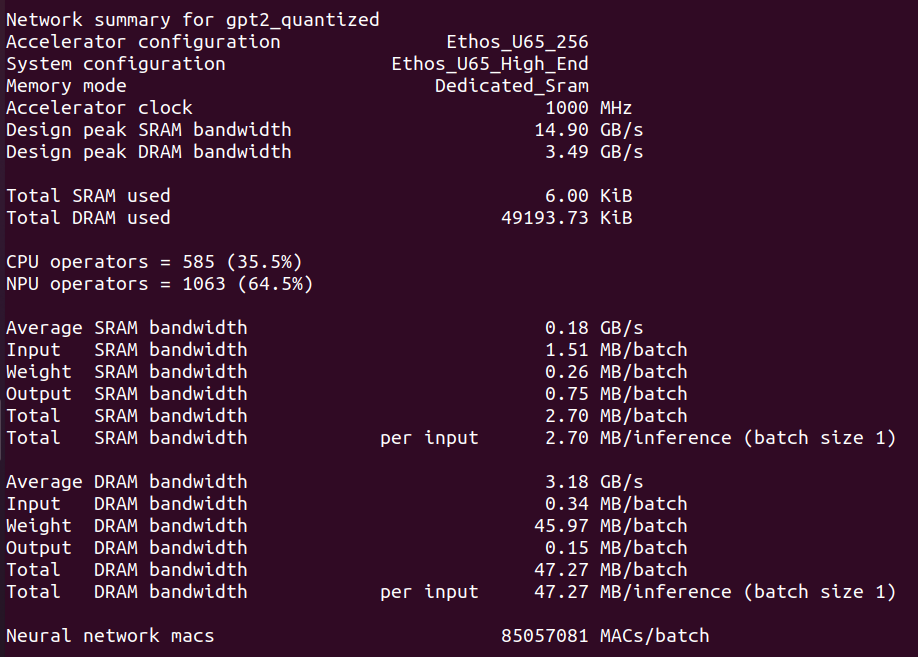 Network summary for gpt2_quantized
Accelerator configuration Ethos_U65_256
System configuration Ethos_U65_High_End
Memory mode Dedicated_Sram
Accelerator clock 1000 MHz
Design peak SRAM bandwidth 14.90 GB/s
Design peak DRAM bandwidth 3.49 GB/s
Total SRAM used 6.00 KiB
Total DRAM used 49193.73 KiB
CPU operators = 585 (35.5%)
NPU operators = 1063 (64.5%)
Average SRAM bandwidth 0.18 GB/s
Input SRAM bandwidth 1.51 MB/batch
Weight SRAM bandwidth 0.26 MB/batch
Output SRAM bandwidth 0.75 MB/batch
Total SRAM bandwidth 2.70 MB/batch
Total SRAM bandwidth per input 2.70 MB/inference (batch size 1)
Average DRAM bandwidth 3.18 GB/s
Input DRAM bandwidth 0.34 MB/batch
Weight DRAM bandwidth 45.97 MB/batch
Output DRAM bandwidth 0.15 MB/batch
Total DRAM bandwidth 47.27 MB/batch
Total DRAM bandwidth per input 47.27 MB/inference (batch size 1)
Neural network macs 85057081 MACs/batch